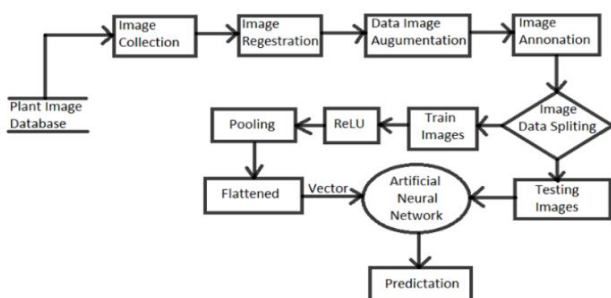 Image
Collection
Image
Regestration
Data Image
Augumentation
Image
Annonation
Plant Image
Database
Image
Data Spliting
Train
Images
ReLU
Pooling
Flattened
Vector
Artificial
Neural
Network
Testing
Images
Predictation